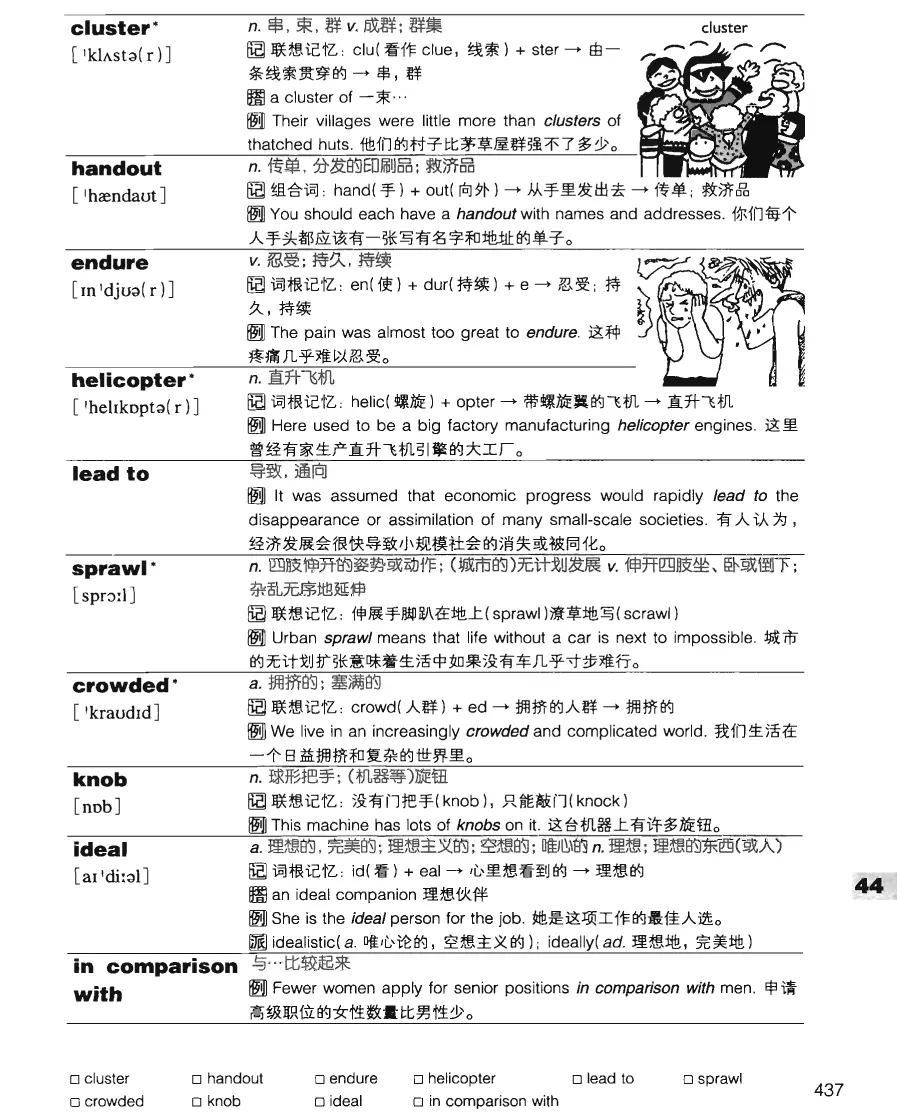 cluster*
n. 串，束，群 v. 成群；群集
cluster
[ˈklʌstə(r)]
记 联想记忆：clu(看作 clue，线索) + ster → 由一
条线索贯穿的 → 串，群
搭 a cluster of 一束…
例 Their villages were little more than clusters of
thatched huts. 他们的村子比茅草屋群强不了多少。
handout
n. 传单，分发的印刷品；救济品
[ˈhændaʊt]
记 组合词：hand(手) + out(向外) → 从手里发出去 → 传单；救济品
例 You should each have a handout with names and addresses. 你们每个
人手头都应该有一张写有名字和地址的单子。
endure
v. 忍受；持久，持续
[ɪnˈdjʊə(r)]
记 词根记忆：en(使) + dur(持续) + e → 忍受；持
久，持续
例 The pain was almost too great to endure. 这种
疼痛几乎难以忍受。
helicopter*
n. 直升飞机
[ˈhelɪkɒptə(r)]
记 词根记忆：helic(螺旋) + opter → 带螺旋翼的飞机 → 直升飞机
例 Here used to be a big factory manufacturing helicopter engines. 这里
曾经有家生产直升飞机引擎的大工厂。
lead to
导致，通向
例 It was assumed that economic progress would rapidly lead to the
disappearance or assimilation of many small-scale societies. 有人认为，
经济发展会很快导致小规模社会的消失或被同化。
sprawl*
n. 四肢伸开的姿势或动作；(城市的)无计划发展 v. 伸开四肢坐、卧或倒下；
[sprɔːl]
杂乱无序地延伸
记 联想记忆：伸展手脚趴在地上(sprawl)潦草地写(scrawl)
例 Urban sprawl means that life without a car is next to impossible. 城市
的无计划扩张意味着生活中如果没有车几乎寸步难行。
crowded*
a. 拥挤的；塞满的
[ˈkraʊdɪd]
记 联想记忆：crowd(人群) + ed → 拥挤的人群 → 拥挤的
例 We live in an increasingly crowded and complicated world. 我们生活在
一个日益拥挤和复杂的世界里。
knob
n. 球形把手；(机器等)旋钮
[nɒb]
记 联想记忆：没有门把手(knob)，只能敲门(knock)
例 This machine has lots of knobs on it. 这台机器上有许多旋钮。
ideal
a. 理想的，完美的；理想主义的；空想的；唯心的 n. 理想；理想的东西(或人)
[aɪˈdiːəl]
记 词根记忆：id(看) + eal → 心里想看到的 → 理想的
搭 an ideal companion 理想伙伴
例 She is the ideal person for the job. 她是这项工作的最佳人选。
派 idealistic(a. 唯心论的，空想主义的)；ideally(ad. 理想地，完美地)
in comparison
with
与…比较起来
例 Fewer women apply for senior positions in comparison with men. 申请
高级职位的女性数量比男性少。
44
□ cluster □ handout □ endure □ helicopter □ lead to □ sprawl
□ crowded □ knob □ ideal □ in comparison with
437